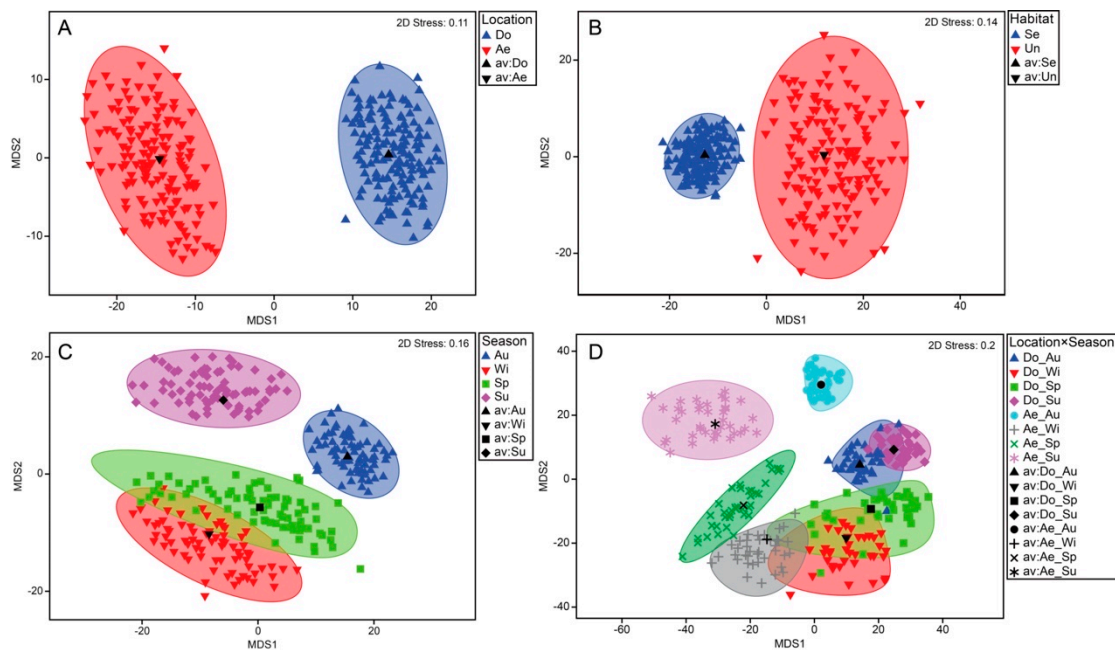 A
2D Stress: 0.11
Location
Do
Ae
av:Do
av:Ae
10
0
-10
MDS2
-20
-10
0
10
20
MDS1
B
2D Stress: 0.14
Habitat
Se
Un
av:Se
av:Un
20
0
-20
MDS2
-20
0
20
40
MDS1
C
2D Stress: 0.16
Season
Au
Wi
Sp
Su
av:Au
av:Wi
av:Sp
av:Su
20
0
-20
MDS2
-20
0
20
MDS1
D
2D Stress: 0.2
Location×Season
Do_Au
Do_Wi
Do_Sp
Do_Su
Ae_Au
Ae_Wi
Ae_Sp
Ae_Su
av:Do_Au
av:Do_Wi
av:Do_Sp
av:Do_Su
av:Ae_Au
av:Ae_Wi
av:Ae_Sp
av:Ae_Su
40
20
0
-20
-40
MDS2
-60
-40
-20
0
20
40
MDS1